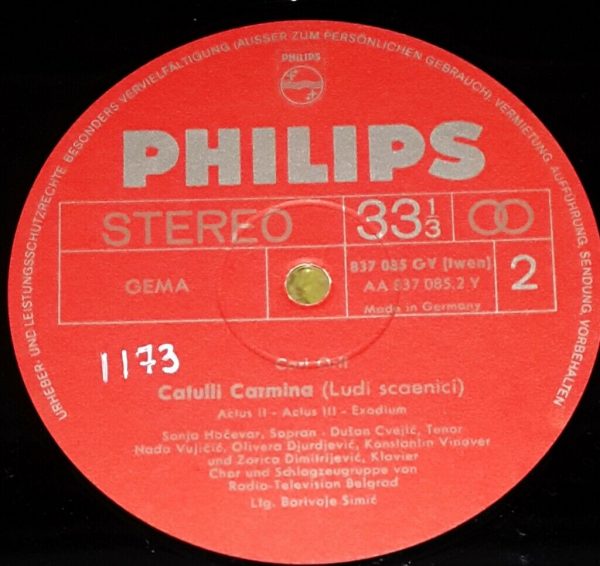 URHEBER- UND LEISTUNGSSCHUTZRECHTE BESONDERS VERVIELFÄLTIGUNG (AUSSER ZUM PERSÖNLICHEN GEBRAUCH), VERMIETUNG AUFFÜHRUNG, SENDUNG VORBEHALTEN
PHILIPS
PHILIPS
STEREO
33 1/3
GEMA
837 085 GY (Iwen)
AA 837 085.2 Y
Made in Germany
2
1173
Carl Orff
Catulli Carmina (Ludi scaenici)
Actus II - Actus III - Exodium
Sonja Hočevar, Sopran - Dušan Cvejić, Tenor
Nada Vujičić, Olivera Djurdjević, Konstantin Vinaver
und Zorica Dimitrijević, Klavier
Chor und Schlagzeuggruppe von
Radio-Television Belgrad
Ltg. Borivoje Simić